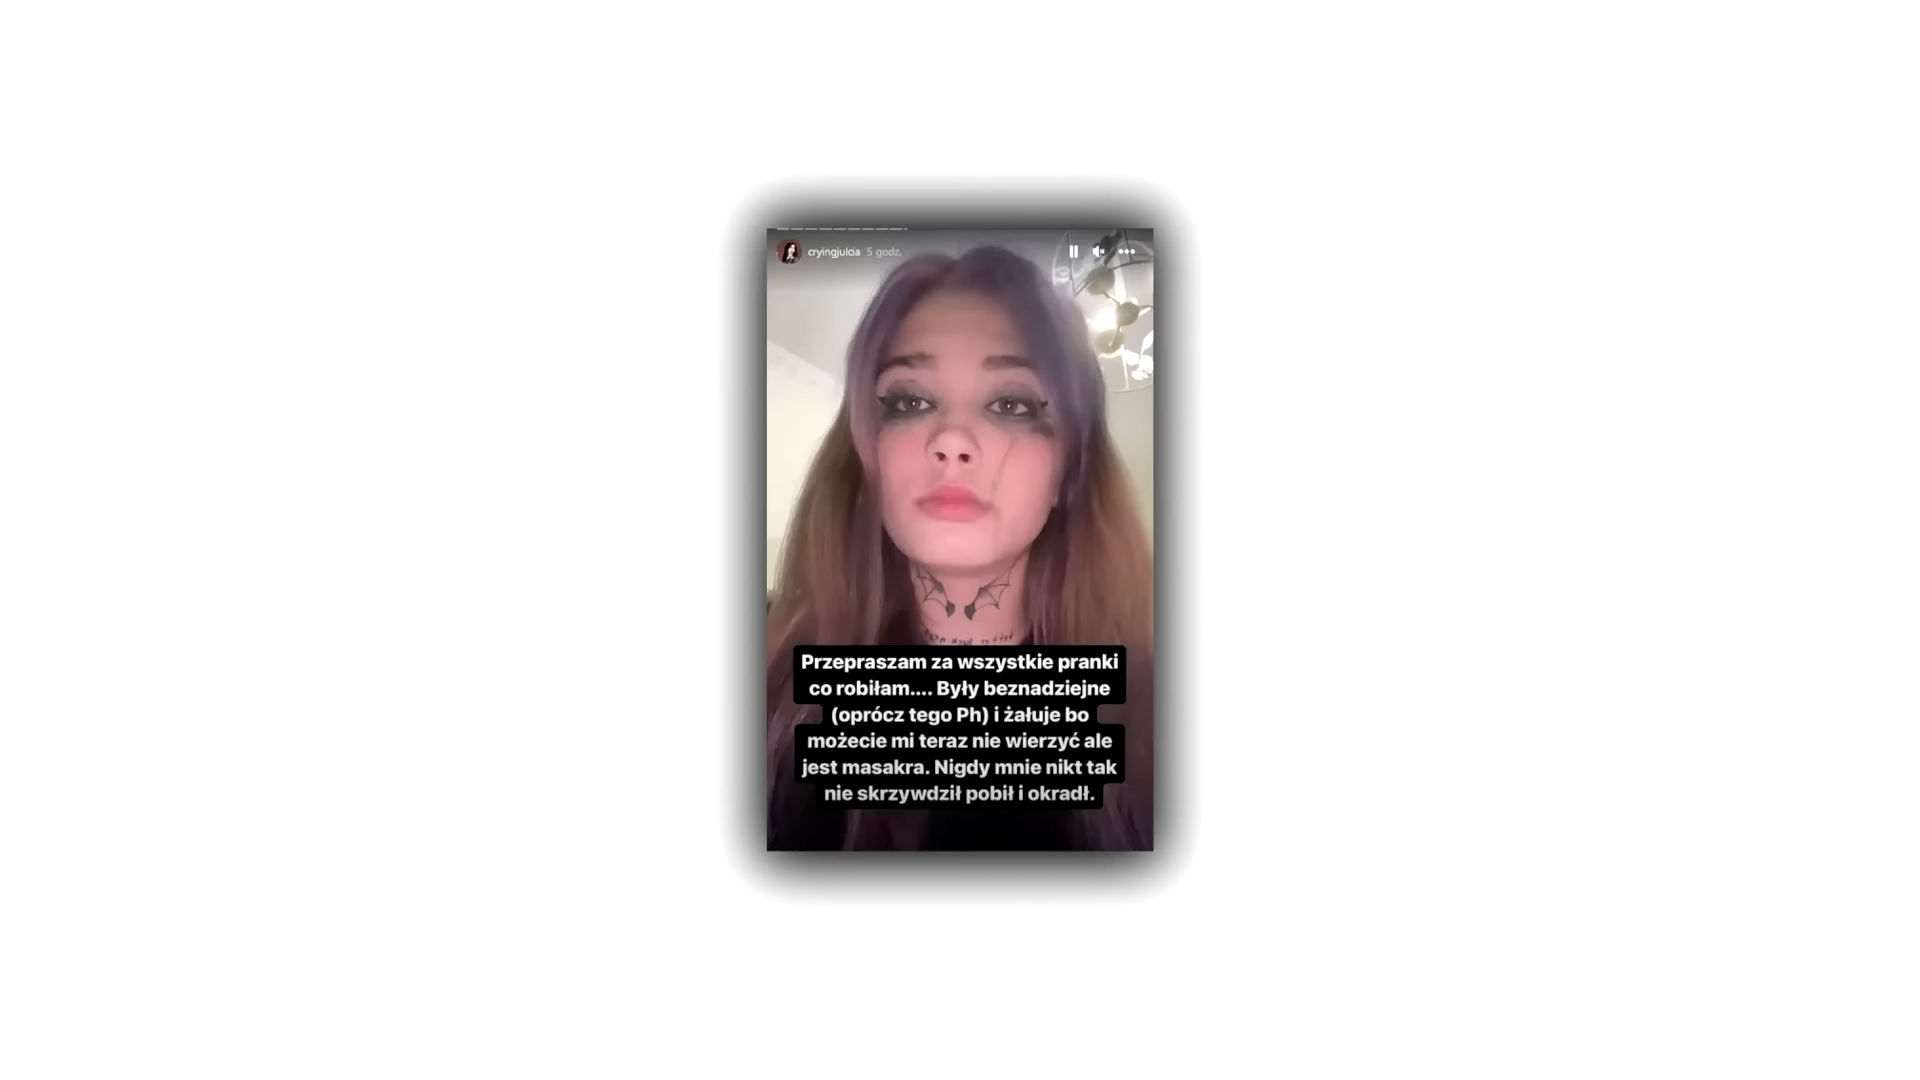 cryingjulcia 5 godz.
Przepraszam za wszystkie pranki
co robiłam.... Były beznadziejne
(oprócz tego Ph) i żałuje bo
możecie mi teraz nie wierzyć ale
jest masakra. Nigdy mnie nikt tak
nie skrzywdził pobił i okradł.